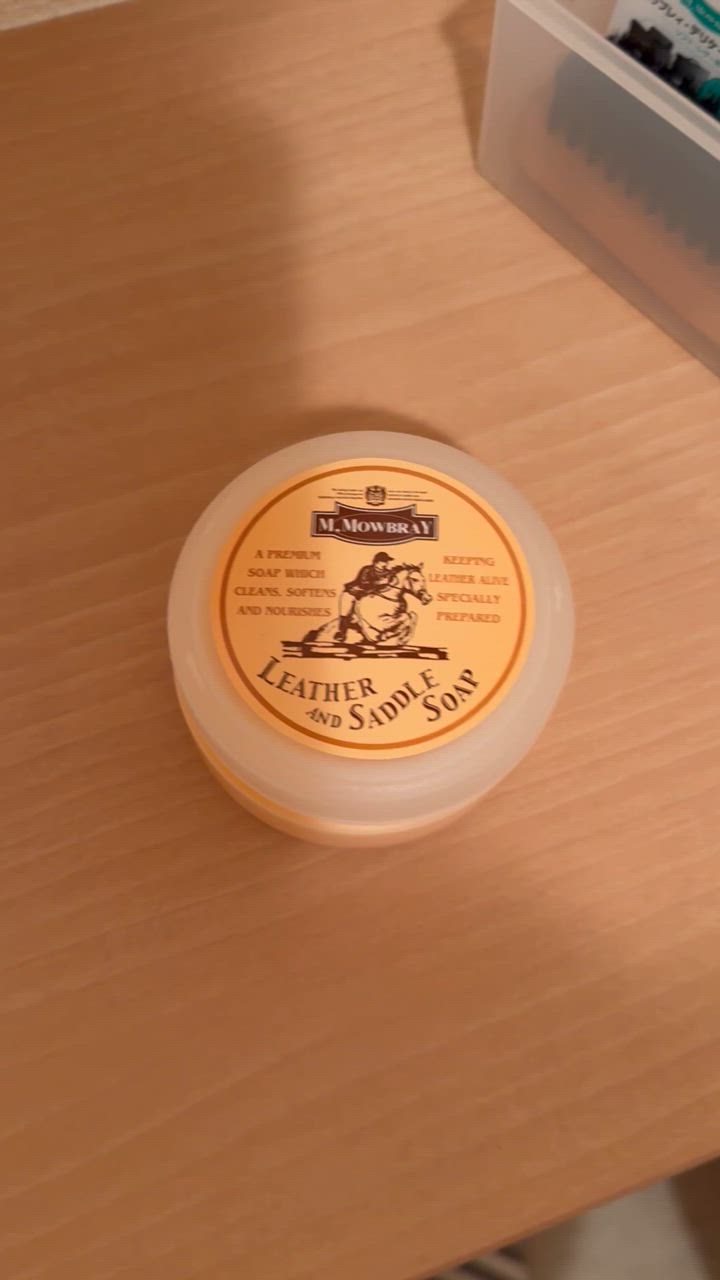 M.MOWBRAY
A PREMIUM
SOAP WHICH
CLEANS, SOFTENS
AND NOURISHES
KEEPING
LEATHER ALIVE
SPECIALLY
PREPARED
LEATHER
AND SADDLE
SOAP